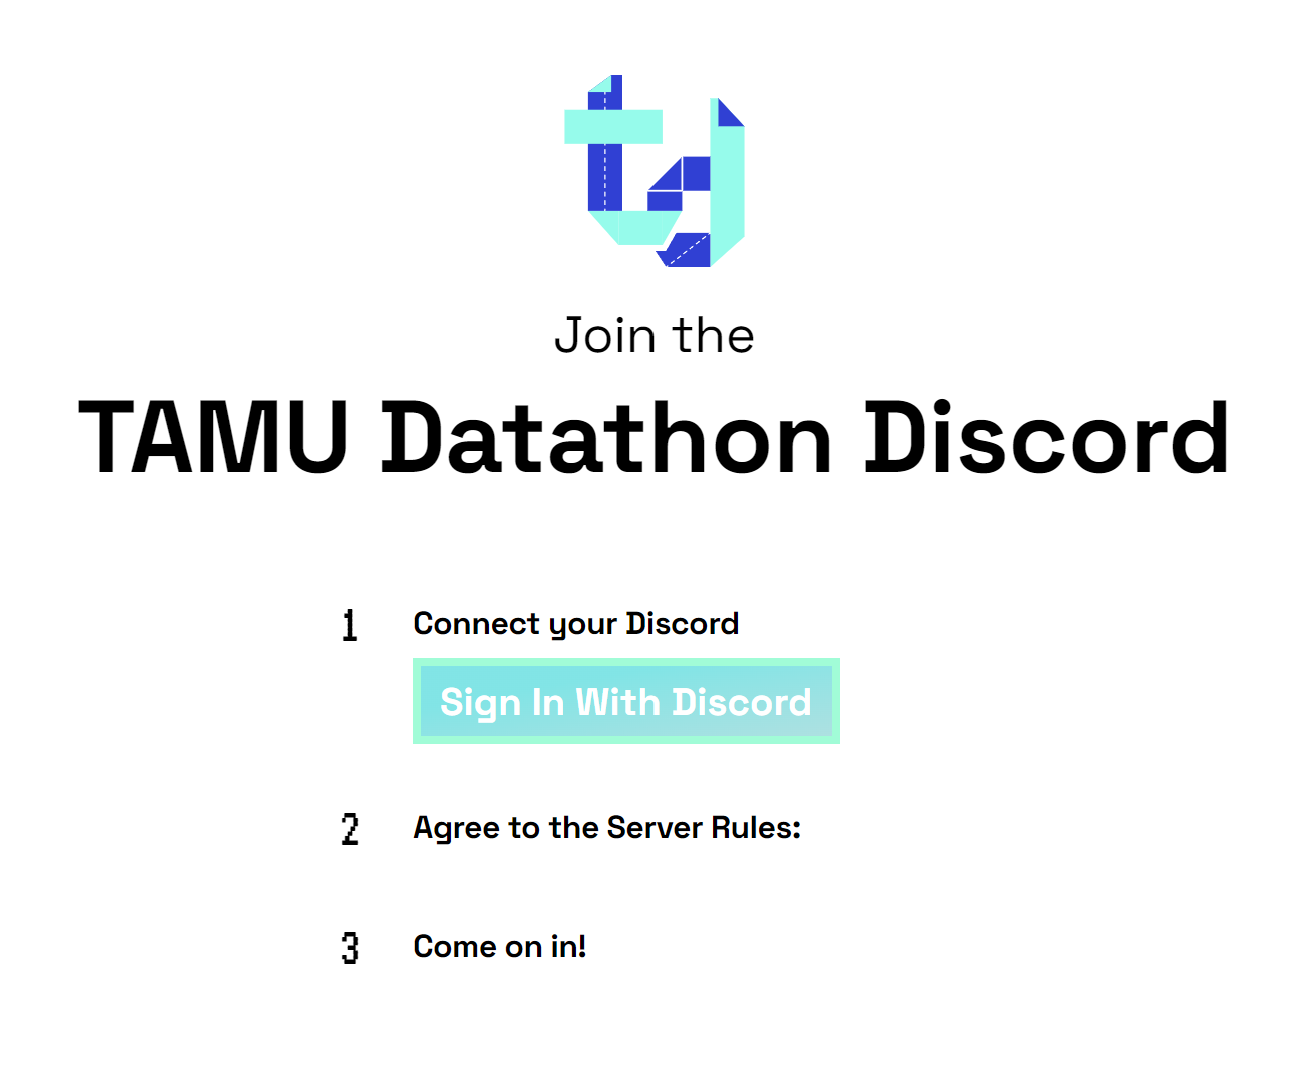 Join the
TAMU Datathon Discord
1 Connect your Discord
Sign In With Discord
2 Agree to the Server Rules:
3 Come on in!